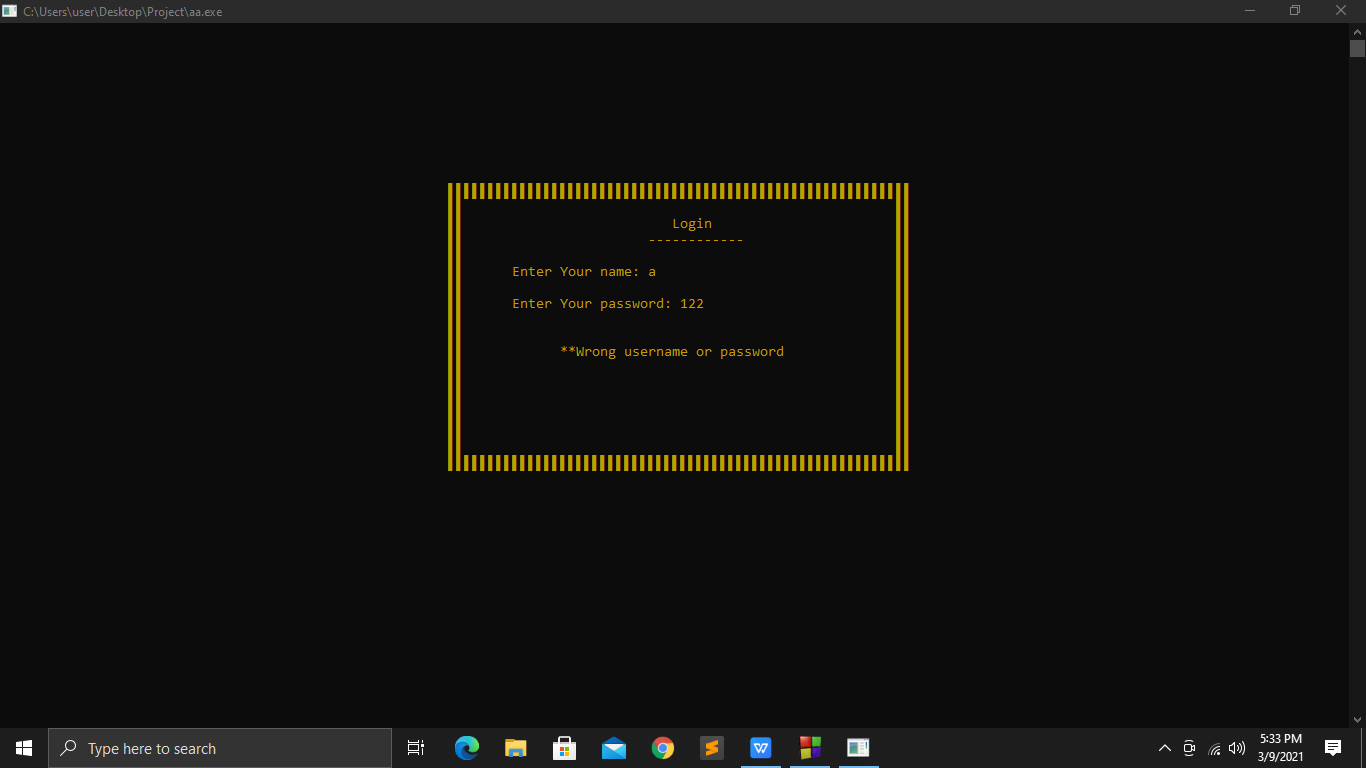 C:\Users\user\Desktop\Project\aa.exe
Login
------------
Enter Your name: a
Enter Your password: 122
**Wrong username or password
Type here to search
5:33 PM
3/9/2021